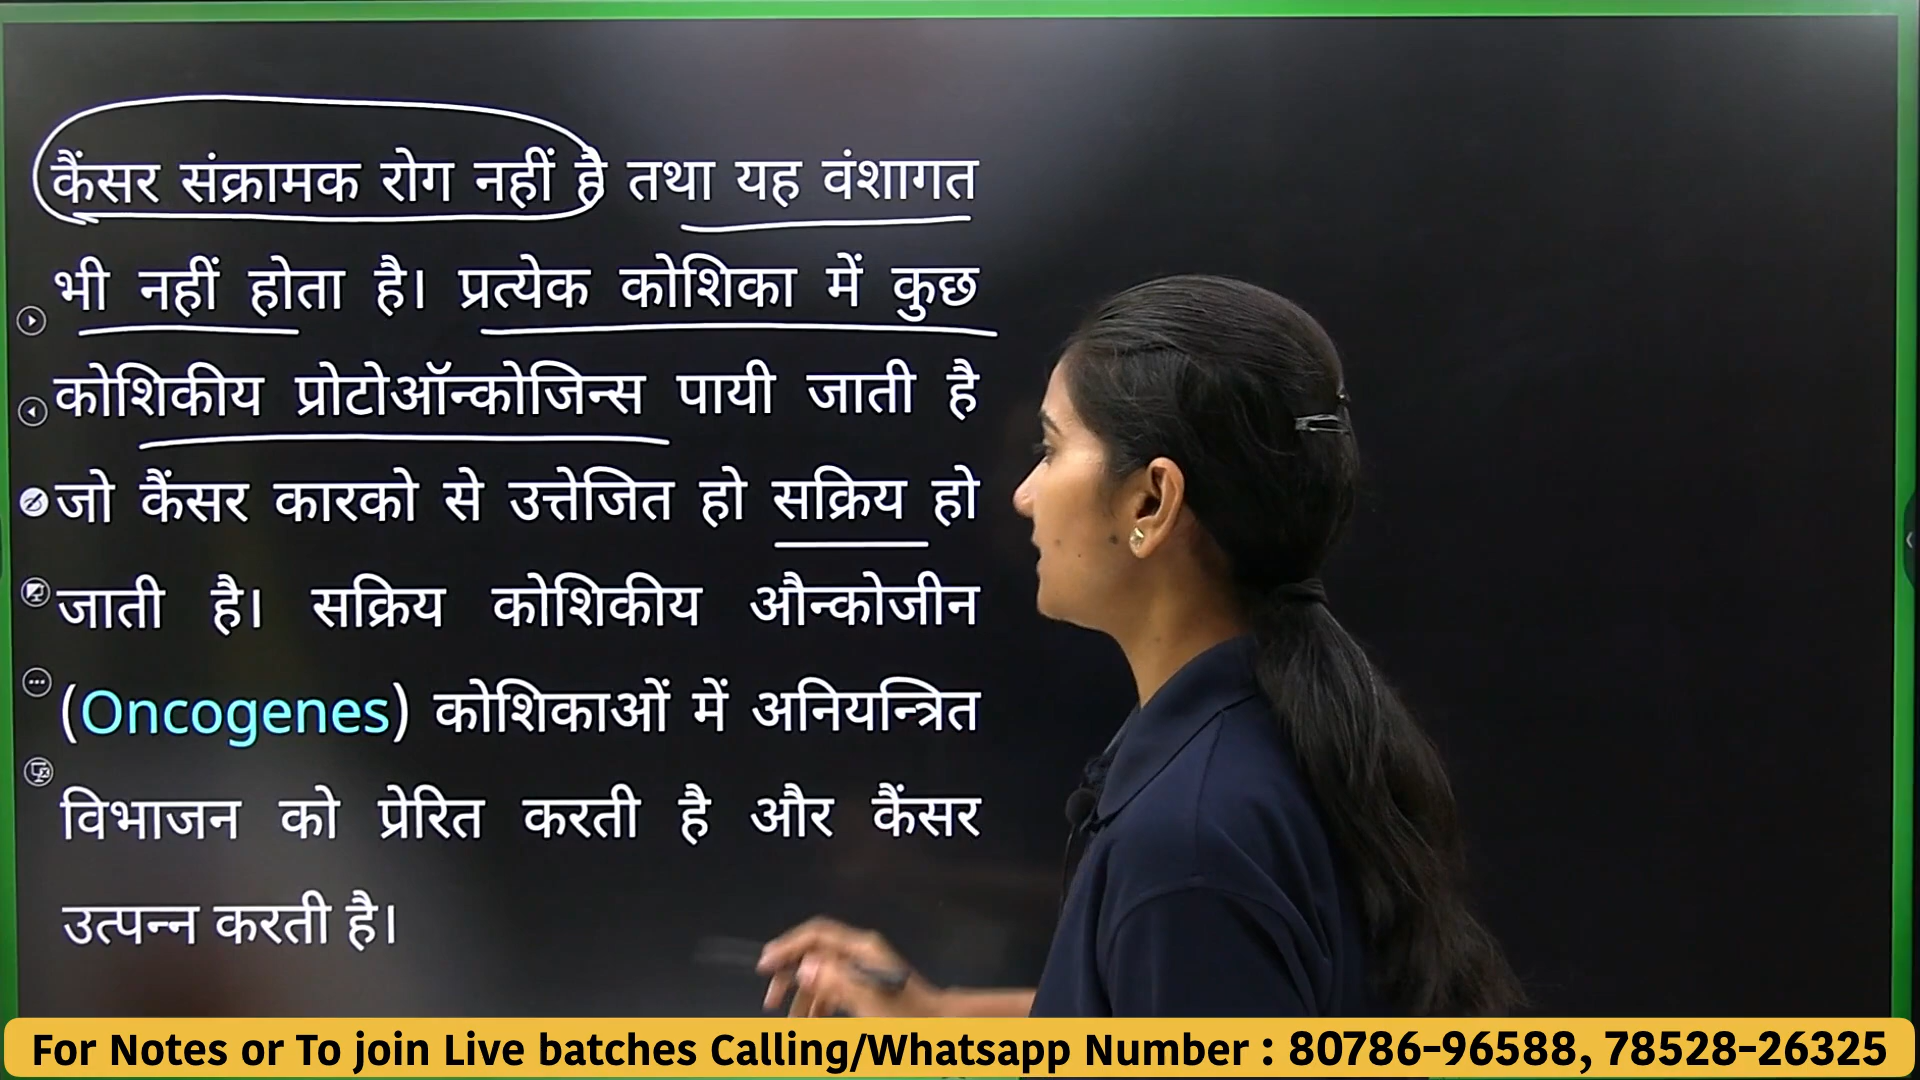 कैंसर संक्रामक रोग नहीं है तथा यह वंशागत
भी नहीं होता है। प्रत्येक कोशिका में कुछ
कोशिकीय प्रोटोऑन्कोजिन्स पायी जाती है
जो कैंसर कारको से उत्तेजित हो सक्रिय हो
जाती है। सक्रिय कोशिकीय औन्कोजीन
(Oncogenes) कोशिकाओं में अनियन्त्रित
विभाजन को प्रेरित करती है और कैंसर
उत्पन्न करती है।
For Notes or To join Live batches Calling/Whatsapp Number : 80786-96588, 78528-26325